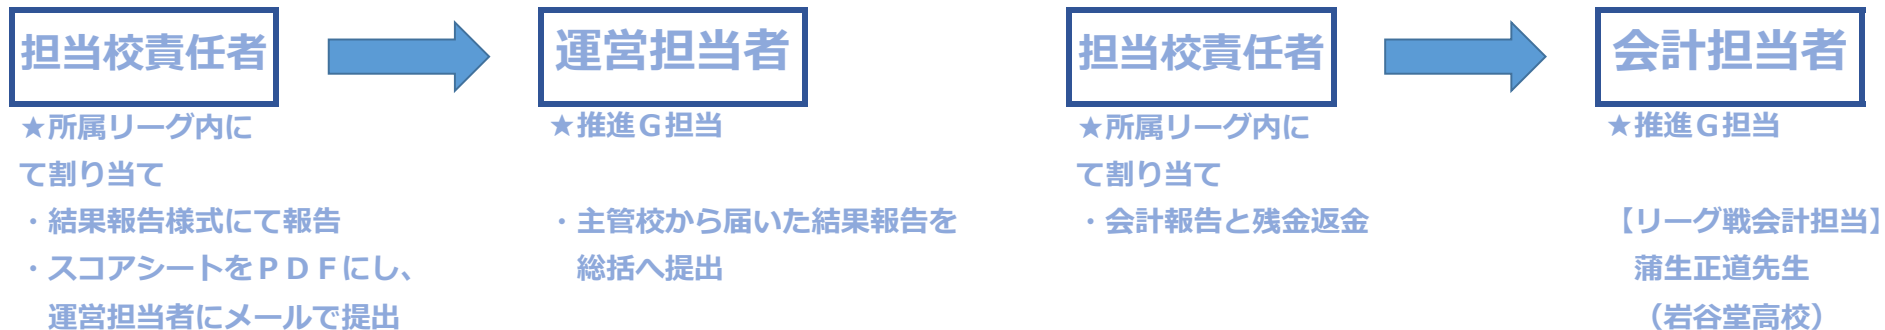 担当校責任者
★所属リーグ内に
て割り当て
・結果報告様式にて報告
・スコアシートをＰＤＦにし、
運営担当者にメールで提出
運営担当者
★推進Ｇ担当
・主管校から届いた結果報告を
総括へ提出
担当校責任者
★所属リーグ内に
て割り当て
・会計報告と残金返金
会計担当者
★推進Ｇ担当
【リーグ戦会計担当】
蒲生正道先生
（岩谷堂高校）